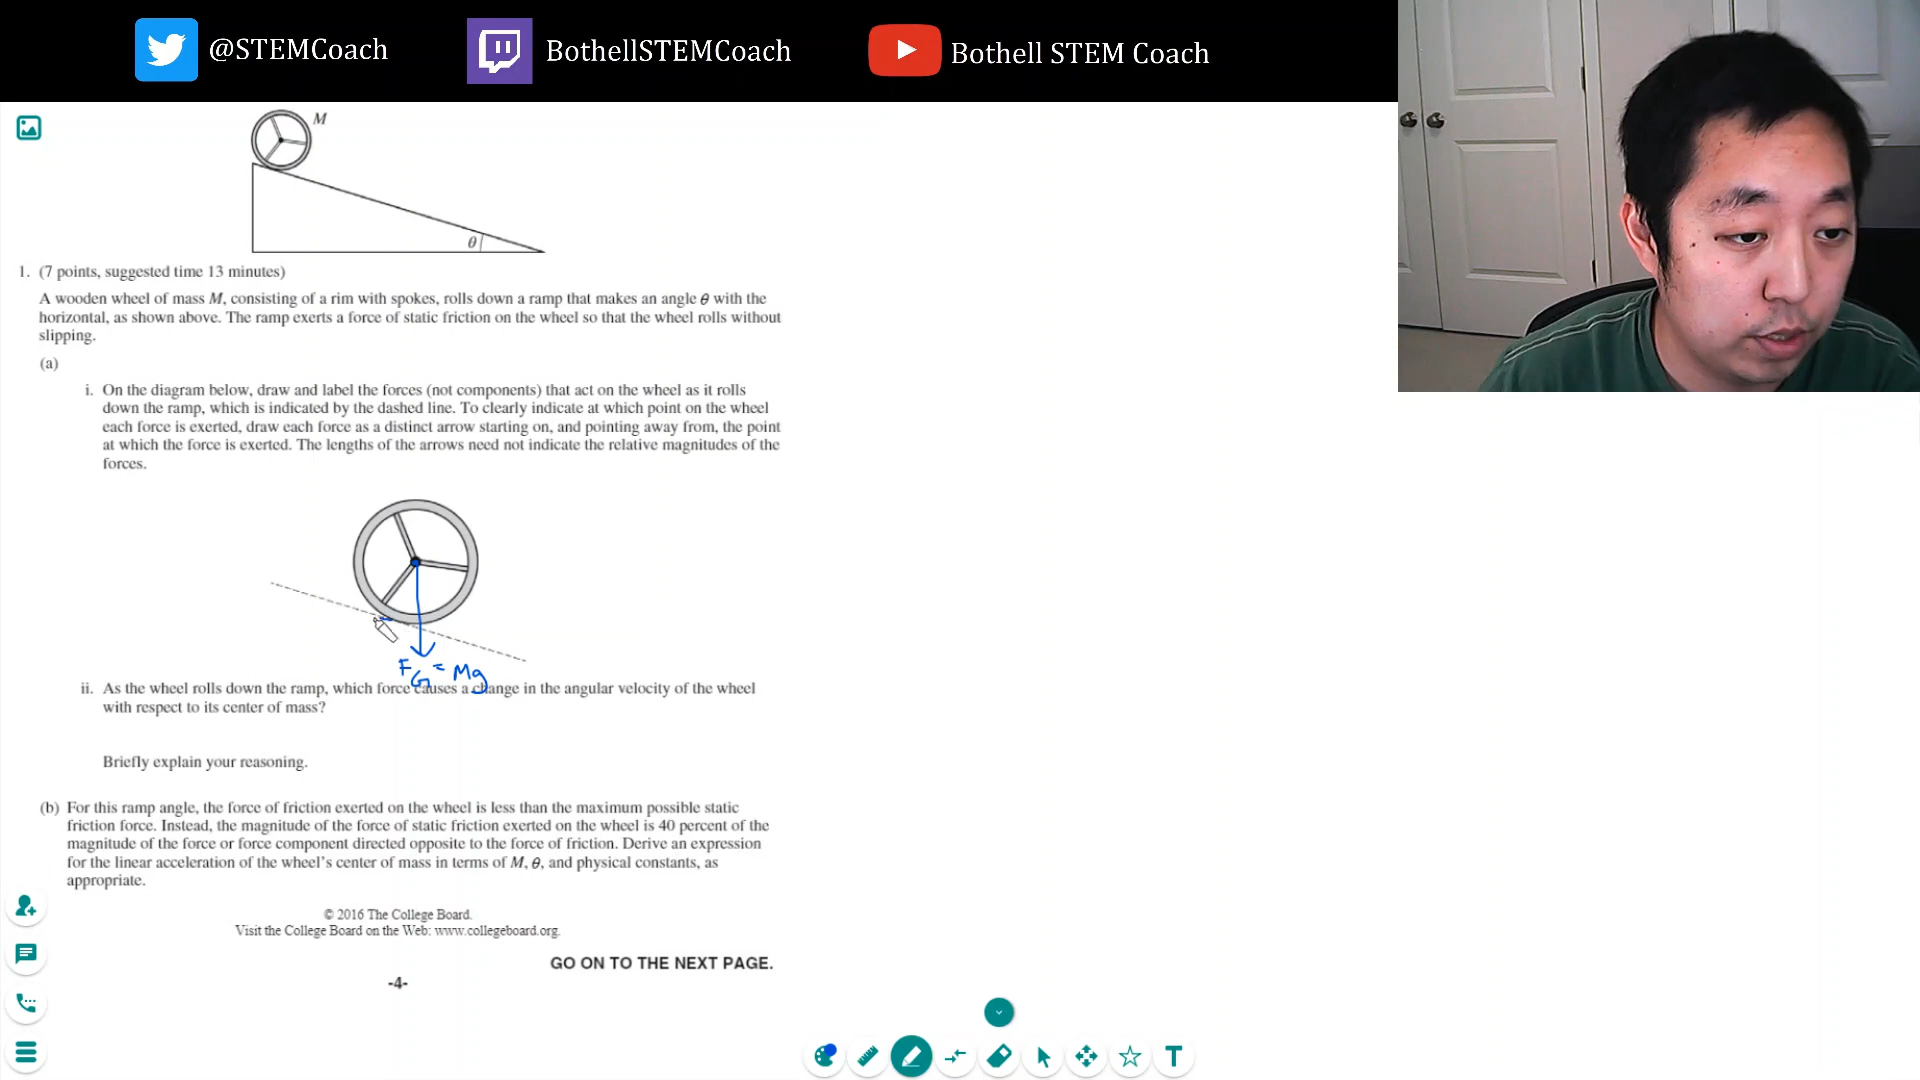 @STEMCoach
BothellSTEMCoach
Bothell STEM Coach
M
θ
1. (7 points, suggested time 13 minutes)
A wooden wheel of mass M, consisting of a rim with spokes, rolls down a ramp that makes an angle θ with the
horizontal, as shown above. The ramp exerts a force of static friction on the wheel so that the wheel rolls without
slipping.
(a)
i. On the diagram below, draw and label the forces (not components) that act on the wheel as it rolls
down the ramp, which is indicated by the dashed line. To clearly indicate at which point on the wheel
each force is exerted, draw each force as a distinct arrow starting on, and pointing away from, the point
at which the force is exerted. The lengths of the arrows need not indicate the relative magnitudes of the
forces.
F_G = Mg
ii. As the wheel rolls down the ramp, which force causes a change in the angular velocity of the wheel
with respect to its center of mass?
Briefly explain your reasoning.
(b) For this ramp angle, the force of friction exerted on the wheel is less than the maximum possible static
friction force. Instead, the magnitude of the force of static friction exerted on the wheel is 40 percent of the
magnitude of the force or force component directed opposite to the force of friction. Derive an expression
for the linear acceleration of the wheel's center of mass in terms of M, θ, and physical constants, as
appropriate.
© 2016 The College Board.
Visit the College Board on the Web: www.collegeboard.org.
GO ON TO THE NEXT PAGE.
-4-
T